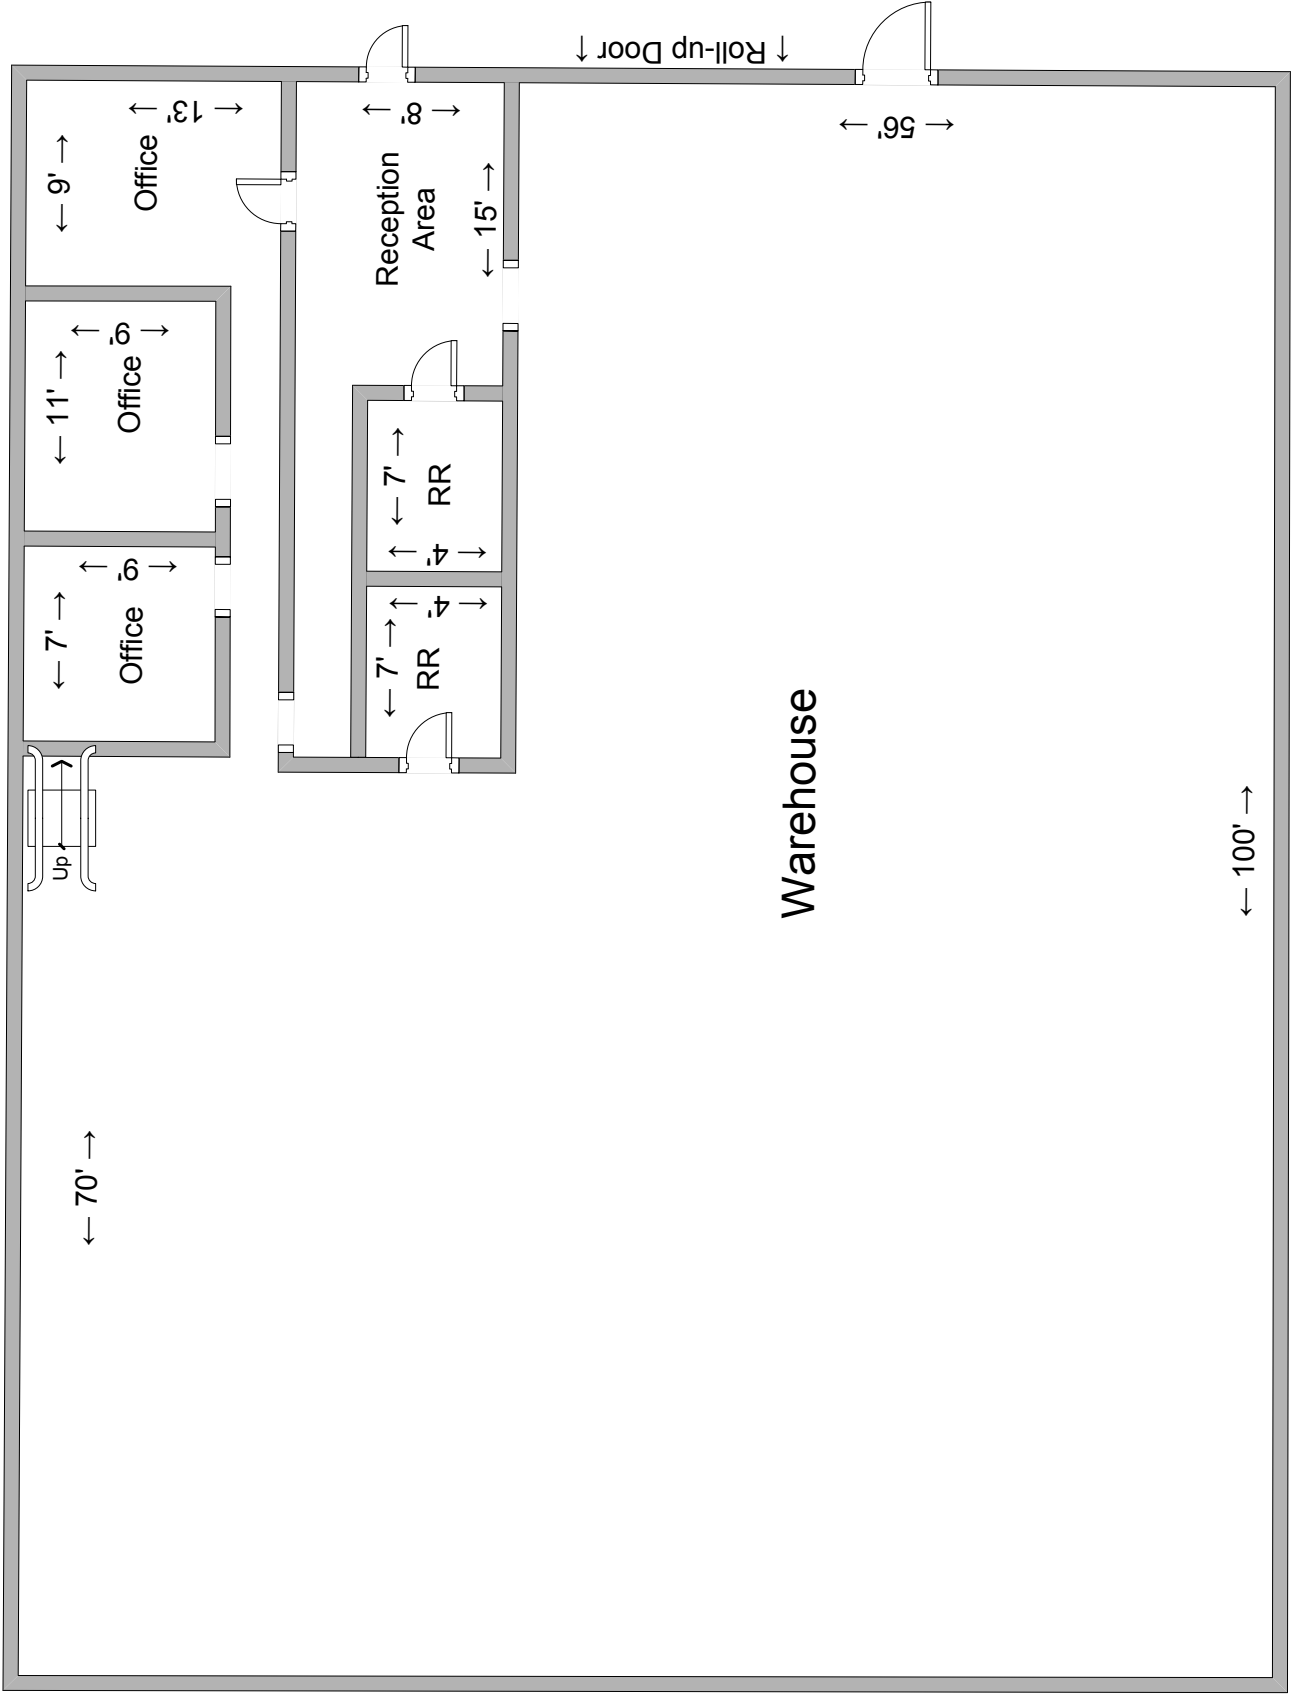 ← Roll-up Door ←
← 13' →
← 8' →
← 56' →
← 9' →
Office
Reception
Area
← 15' →
← 9' →
← 11' →
Office
← 7' →
RR
← 4' →
← 9' →
← 7' →
Office
← 4' →
← 7' →
RR
Up
Warehouse
← 100' →
← 70' →